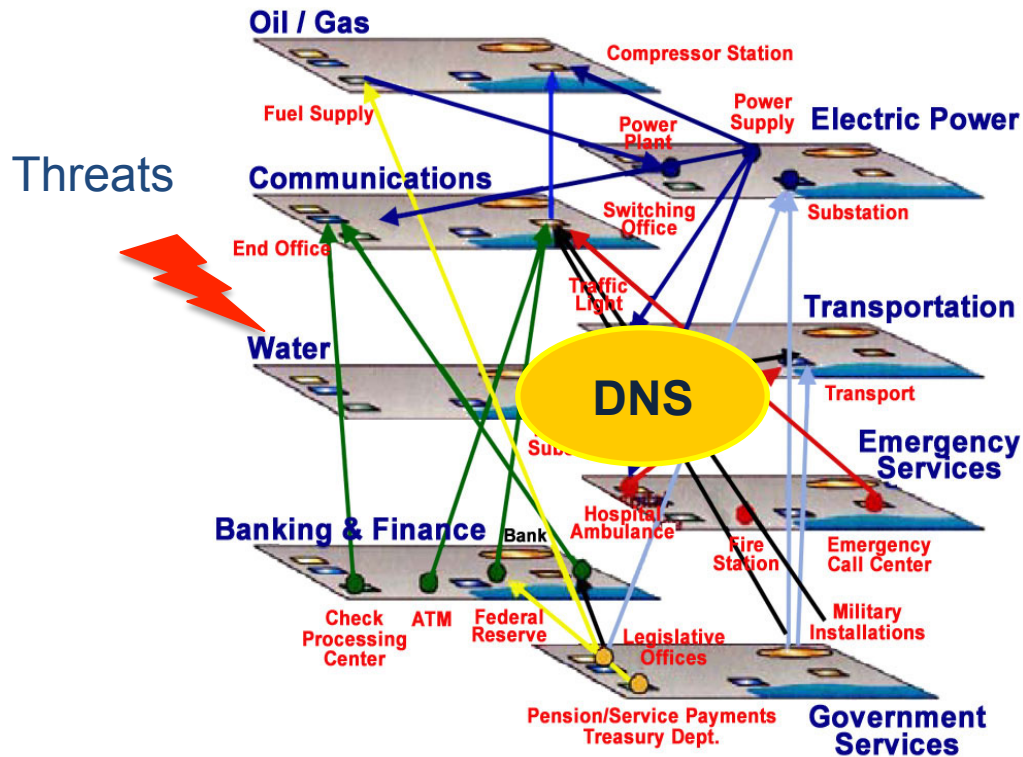 Oil / Gas
Compressor Station
Fuel Supply
Power
Supply
Electric Power
Power
Plant
Threats
Communications
Switching
Office
Substation
End Office
Traffic
Light
Transportation
Water
DNS
Transport
Emergency
Services
Banking & Finance
Bank
Hospital
Ambulance
Fire
Station
Emergency
Call Center
Check
Processing
Center
ATM
Federal
Reserve
Military
Installations
Legislative
Offices
Pension/Service Payments
Treasury Dept.
Government
Services